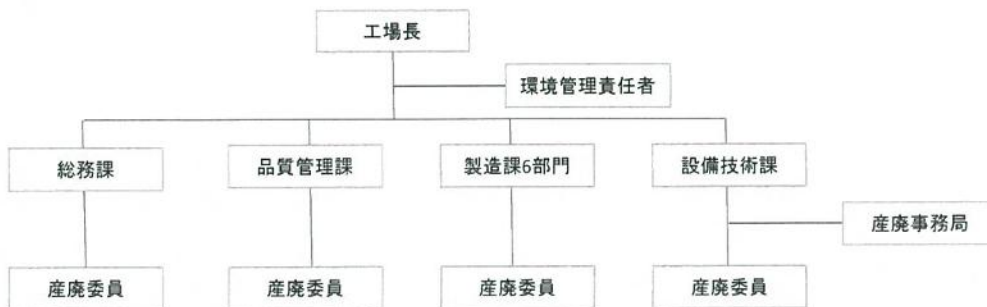 工場長
環境管理責任者
総務課
品質管理課
製造課6部門
設備技術課
産廃事務局
産廃委員
産廃委員
産廃委員
産廃委員